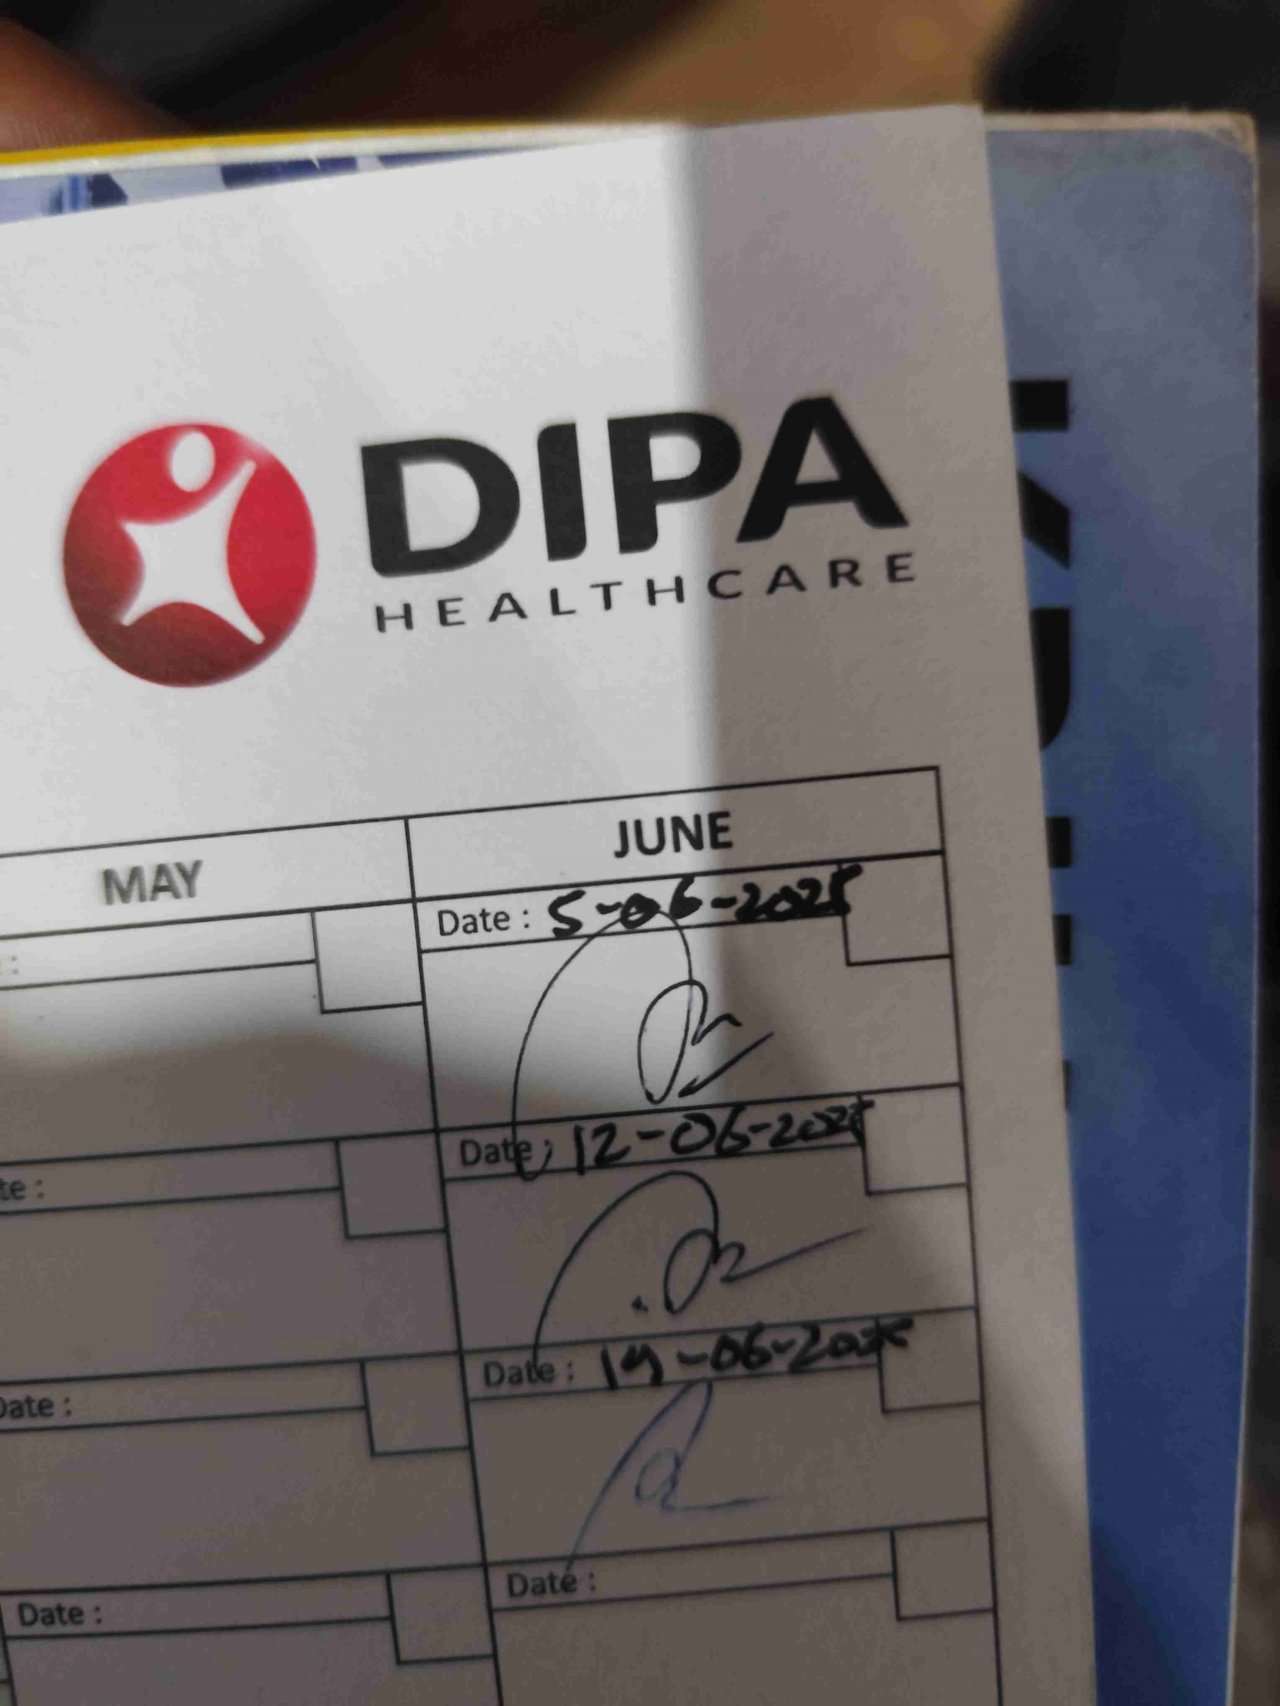 DIPA
HEALTHCARE
MAY
JUNE
Date : 5-06-2025
:
Date : 12-06-2025
te :
Date : 19-06-2025
Date :
Date :
Date :